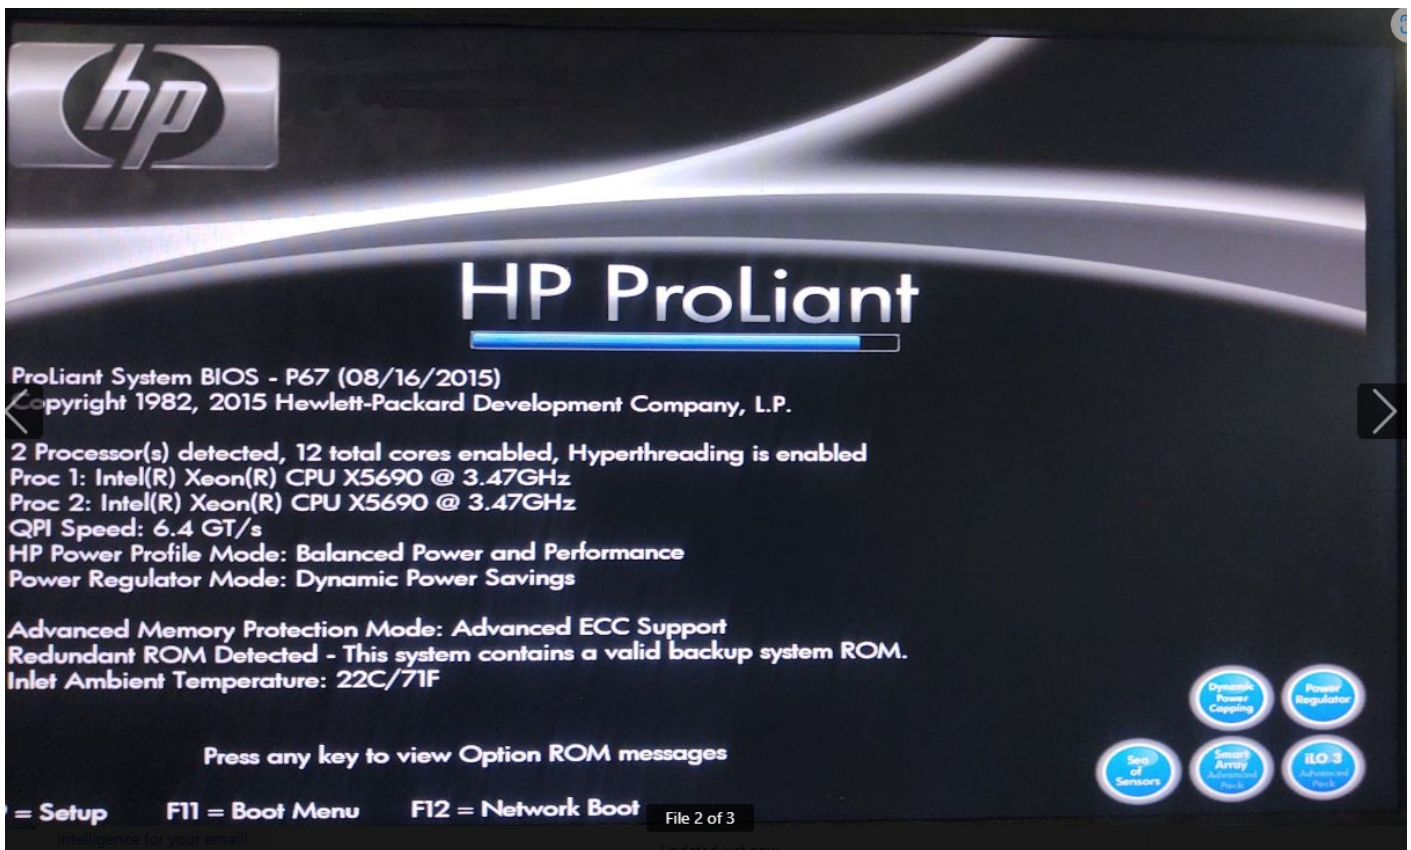 hp
HP ProLiant
ProLiant System BIOS - P67 (08/16/2015)
Copyright 1982, 2015 Hewlett-Packard Development Company, L.P.
2 Processor(s) detected, 12 total cores enabled, Hyperthreading is enabled
Proc 1: Intel(R) Xeon(R) CPU X5690 @ 3.47GHz
Proc 2: Intel(R) Xeon(R) CPU X5690 @ 3.47GHz
QPI Speed: 6.4 GT/s
HP Power Profile Mode: Balanced Power and Performance
Power Regulator Mode: Dynamic Power Savings
Advanced Memory Protection Mode: Advanced ECC Support
Redundant ROM Detected - This system contains a valid backup system ROM.
Inlet Ambient Temperature: 22C/71F
Dynamic Power Capping
Power Regulator
Sea of Sensors
Smart Array Advanced Pack
iLO 3 Advanced Pack
Press any key to view Option ROM messages
= Setup F11 = Boot Menu F12 = Network Boot
File 2 of 3
intelligence for your email!